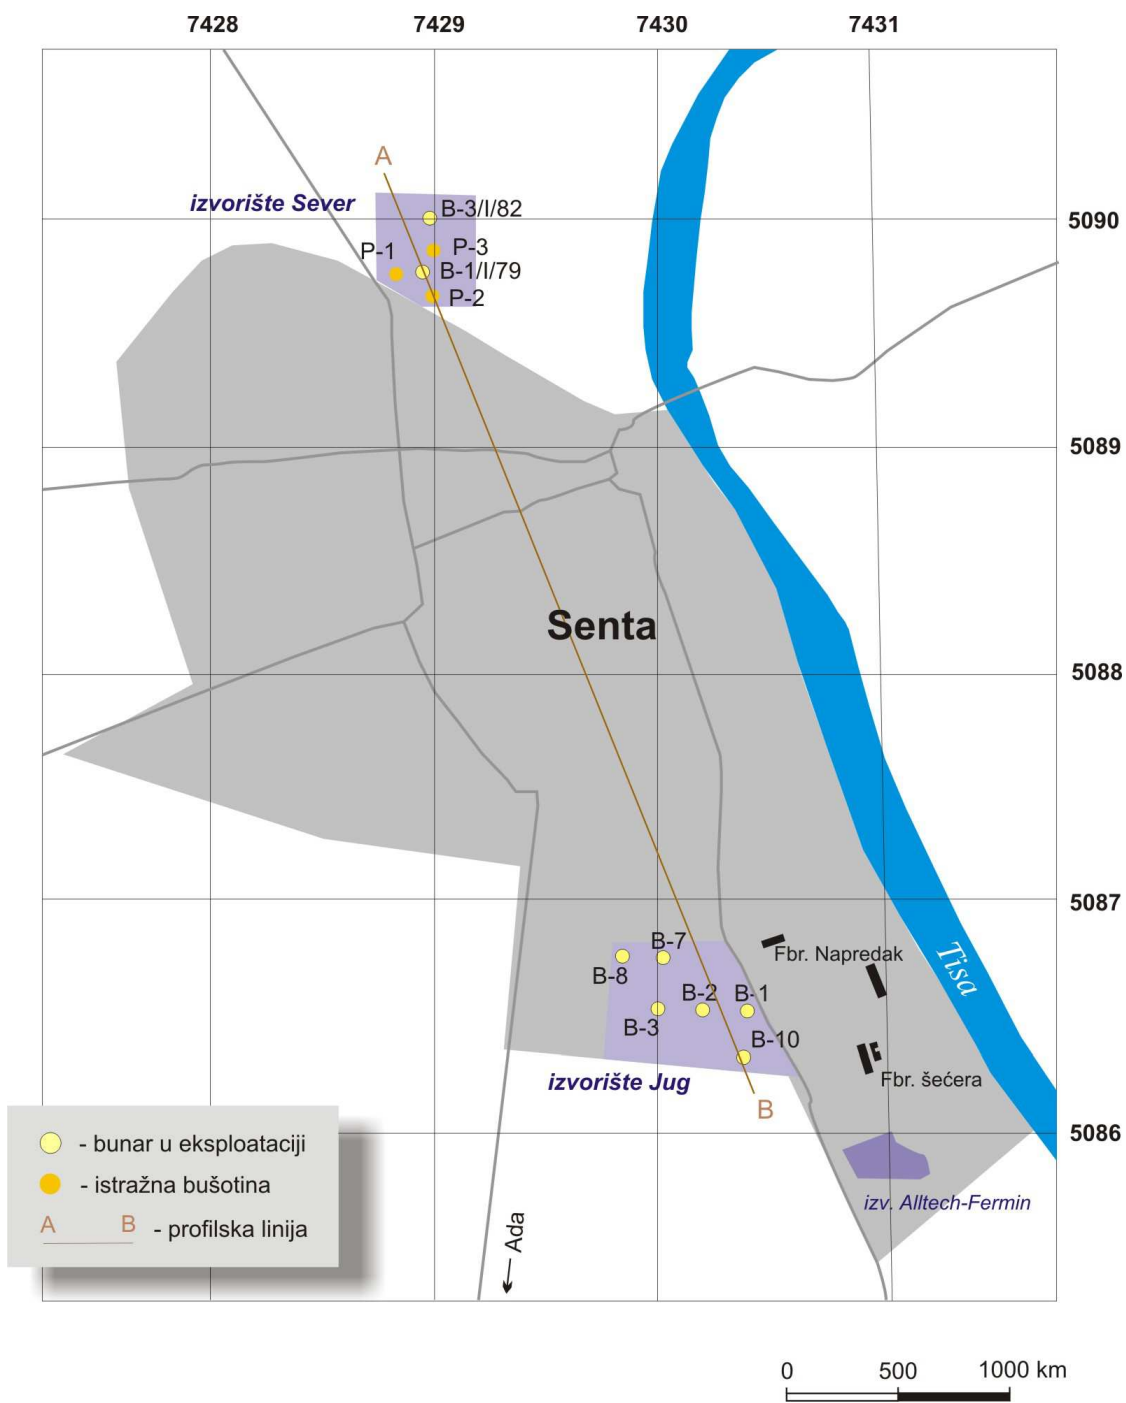 7428 7429 7430 7431
A
izvorište Sever
B-3/I/82
5090
P-1
P-3
B-1/I/79
P-2
5089
Senta
5088
5087
B-7
Fbr. Napredak
Tisa
B-8
B-2
B-1
B-3
B-10
izvorište Jug
Fbr. šećera
B
5086
- bunar u eksploataciji
- istražna bušotina
A B - profilska linija
izv. Alltech-Fermin
Ada
0 500 1000 km